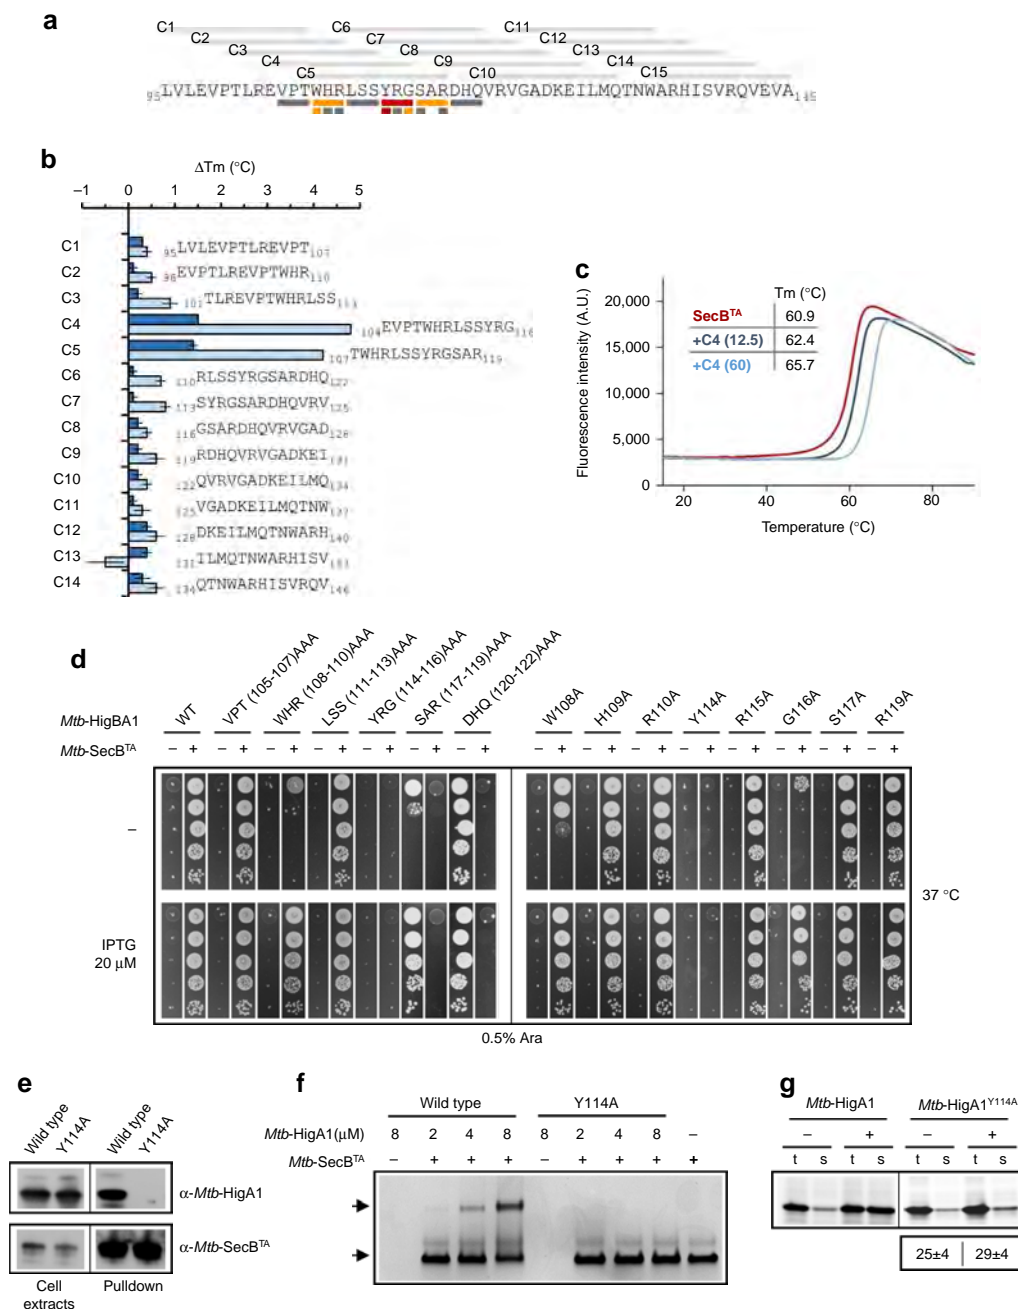 a
C1 C6 C11
C2 C7 C12
C3 C8 C13
C4 C9 C14
C5 C10 C15
95LVLEVPTLREVPTWHRLSSYRGSARDHQVRVGADKEILMQTNWARHISVRQVEVA
b
ΔTm (°C)
–1 0 1 2 3 4 5
C1 95LVLEVPTLREVPT107
C2 98EVPTLREVPTWHR110
C3 101TLREVPTWHRLSS113
C4 104EVPTWHRLSSYRG116
C5 107TWHRLSSYRGSAR119
C6 110RLSSYRGSARDHQ122
C7 113SYRGSARDHQVRV125
C8 116GSARDHQVRVGAD128
C9 119RDHQVRVGADKEI
C10 122QVRVGADKEILMQ134
C11 125VGADKEILMQTNW137
C12 128DKEILMQTNWARH140
C13 131ILMQTNWARHISV
C14 134QTNWARHISVRQV146
c
Fluorescence intensity (A.U.)
20,000
15,000
10,000
5,000
0
20 40 60 80
Temperature (°C)
Tm (°C)
SecBTA 60.9
+C4 (12.5) 62.4
+C4 (60) 65.7
d
Mtb-HigBA1 WT VPT (105-107)AAA WHR (108-110)AAA LSS (111-113)AAA YRG (114-116)AAA SAR (117-119)AAA DHQ (120-122)AAA W108A H109A R110A Y114A R115A G116A S117A R119A
Mtb-SecBTA – + – + – + – + – + – + – + – + – + – + – + – + – + – + – +
–
IPTG
20 µM
37 °C
0.5% Ara
e
Wild type Y114A Wild type Y114A
α-Mtb-HigA1
α-Mtb-SecBTA
Cell extracts
Pulldown
f
Wild type Y114A
Mtb-HigA1(µM) 8 2 4 8 8 2 4 8 –
Mtb-SecBTA – + + + – + + + +
g
Mtb-HigA1 Mtb-HigA1Y114A
– + – +
t s t s t s t s
25±4 29±4